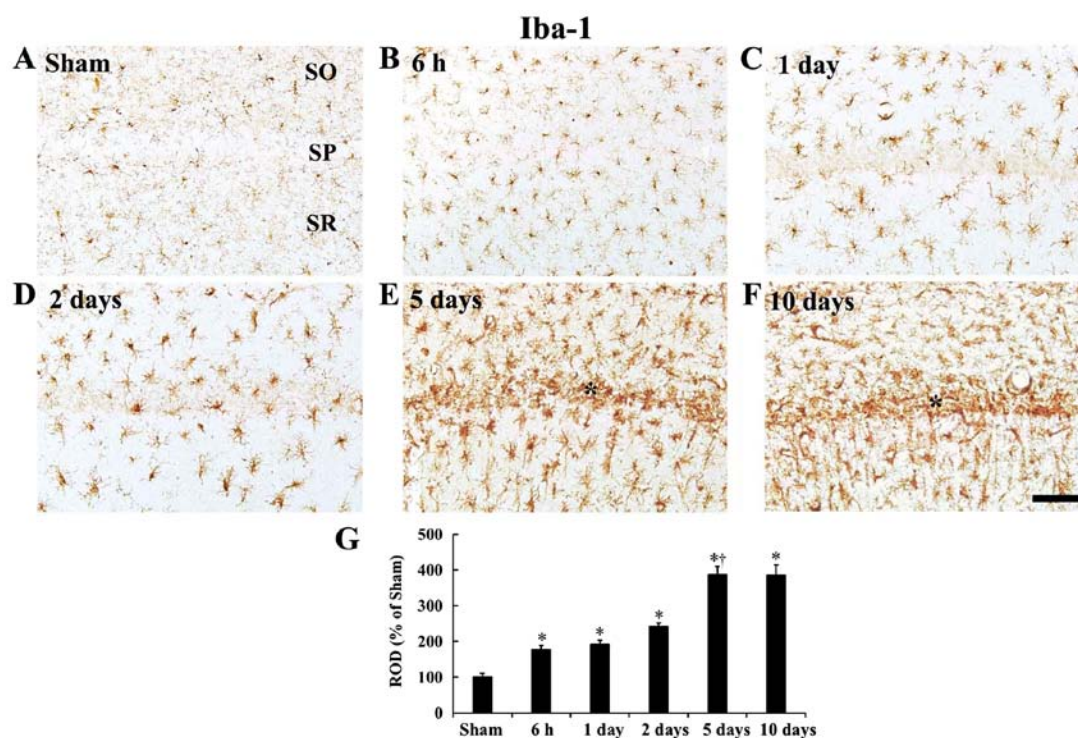 Iba-1
A Sham
SO
SP
SR
B 6 h
C 1 day
D 2 days
E 5 days
*
F 10 days
*
G
ROD (% of Sham)
500
400
300
200
100
0
* * * *† *
Sham 6 h 1 day 2 days 5 days 10 days